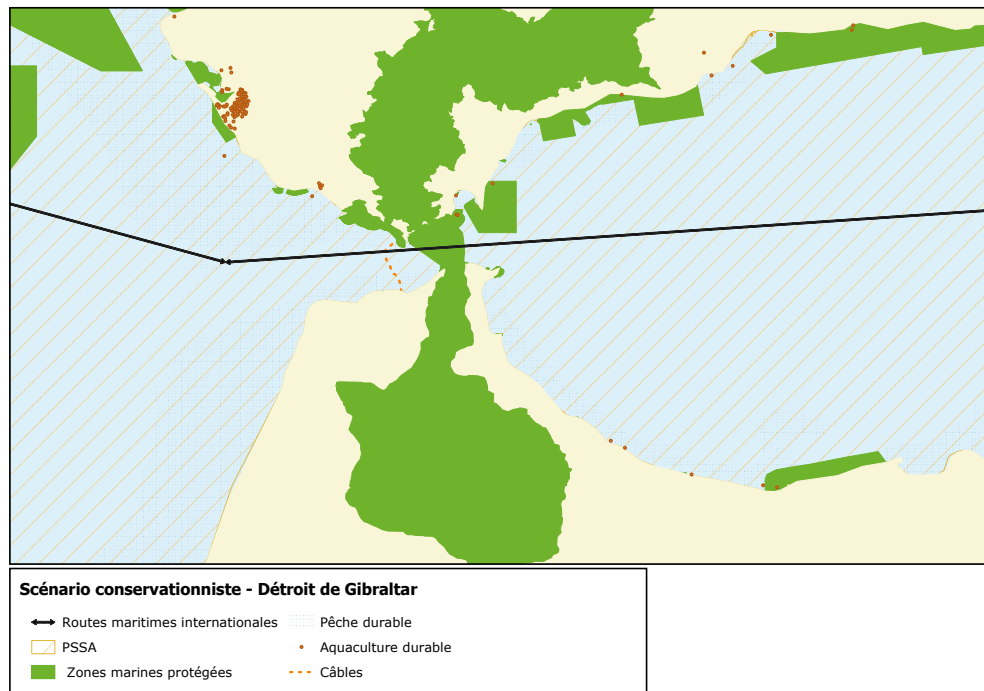 Scénario conservationniste - Détroit de Gibraltar
Routes maritimes internationales
PSSA
Zones marines protégées
Pêche durable
Aquaculture durable
Câbles